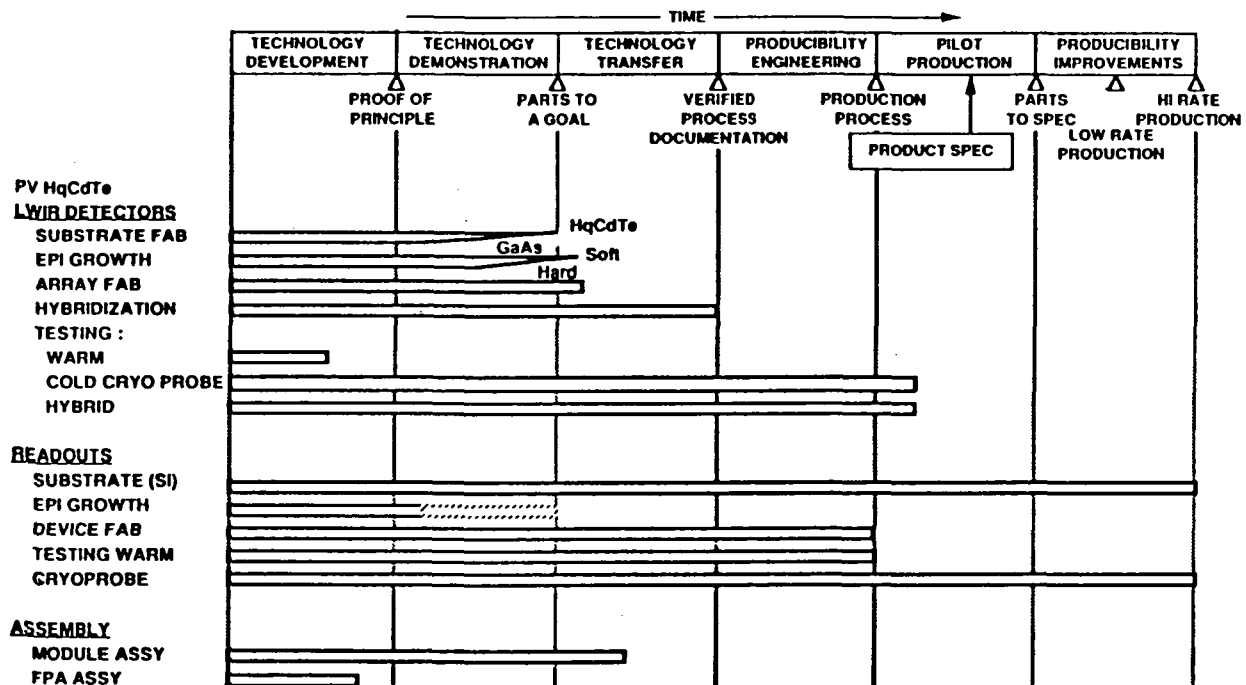 TIME
TECHNOLOGY DEVELOPMENT
TECHNOLOGY DEMONSTRATION
TECHNOLOGY TRANSFER
PRODUCIBILITY ENGINEERING
PILOT PRODUCTION
PRODUCIBILITY IMPROVEMENTS
PROOF OF PRINCIPLE
PARTS TO A GOAL
VERIFIED PROCESS DOCUMENTATION
PRODUCTION PROCESS
PRODUCT SPEC
PARTS TO SPEC
LOW RATE PRODUCTION
HI RATE PRODUCTION
PV HqCdTe
LWIR DETECTORS
SUBSTRATE FAB
HqCdTe
GaAs
EPI GROWTH
Soft
Hard
ARRAY FAB
HYBRIDIZATION
TESTING :
WARM
COLD CRYO PROBE
HYBRID
READOUTS
SUBSTRATE (SI)
EPI GROWTH
DEVICE FAB
TESTING WARM
CRYOPROBE
ASSEMBLY
MODULE ASSY
FPA ASSY